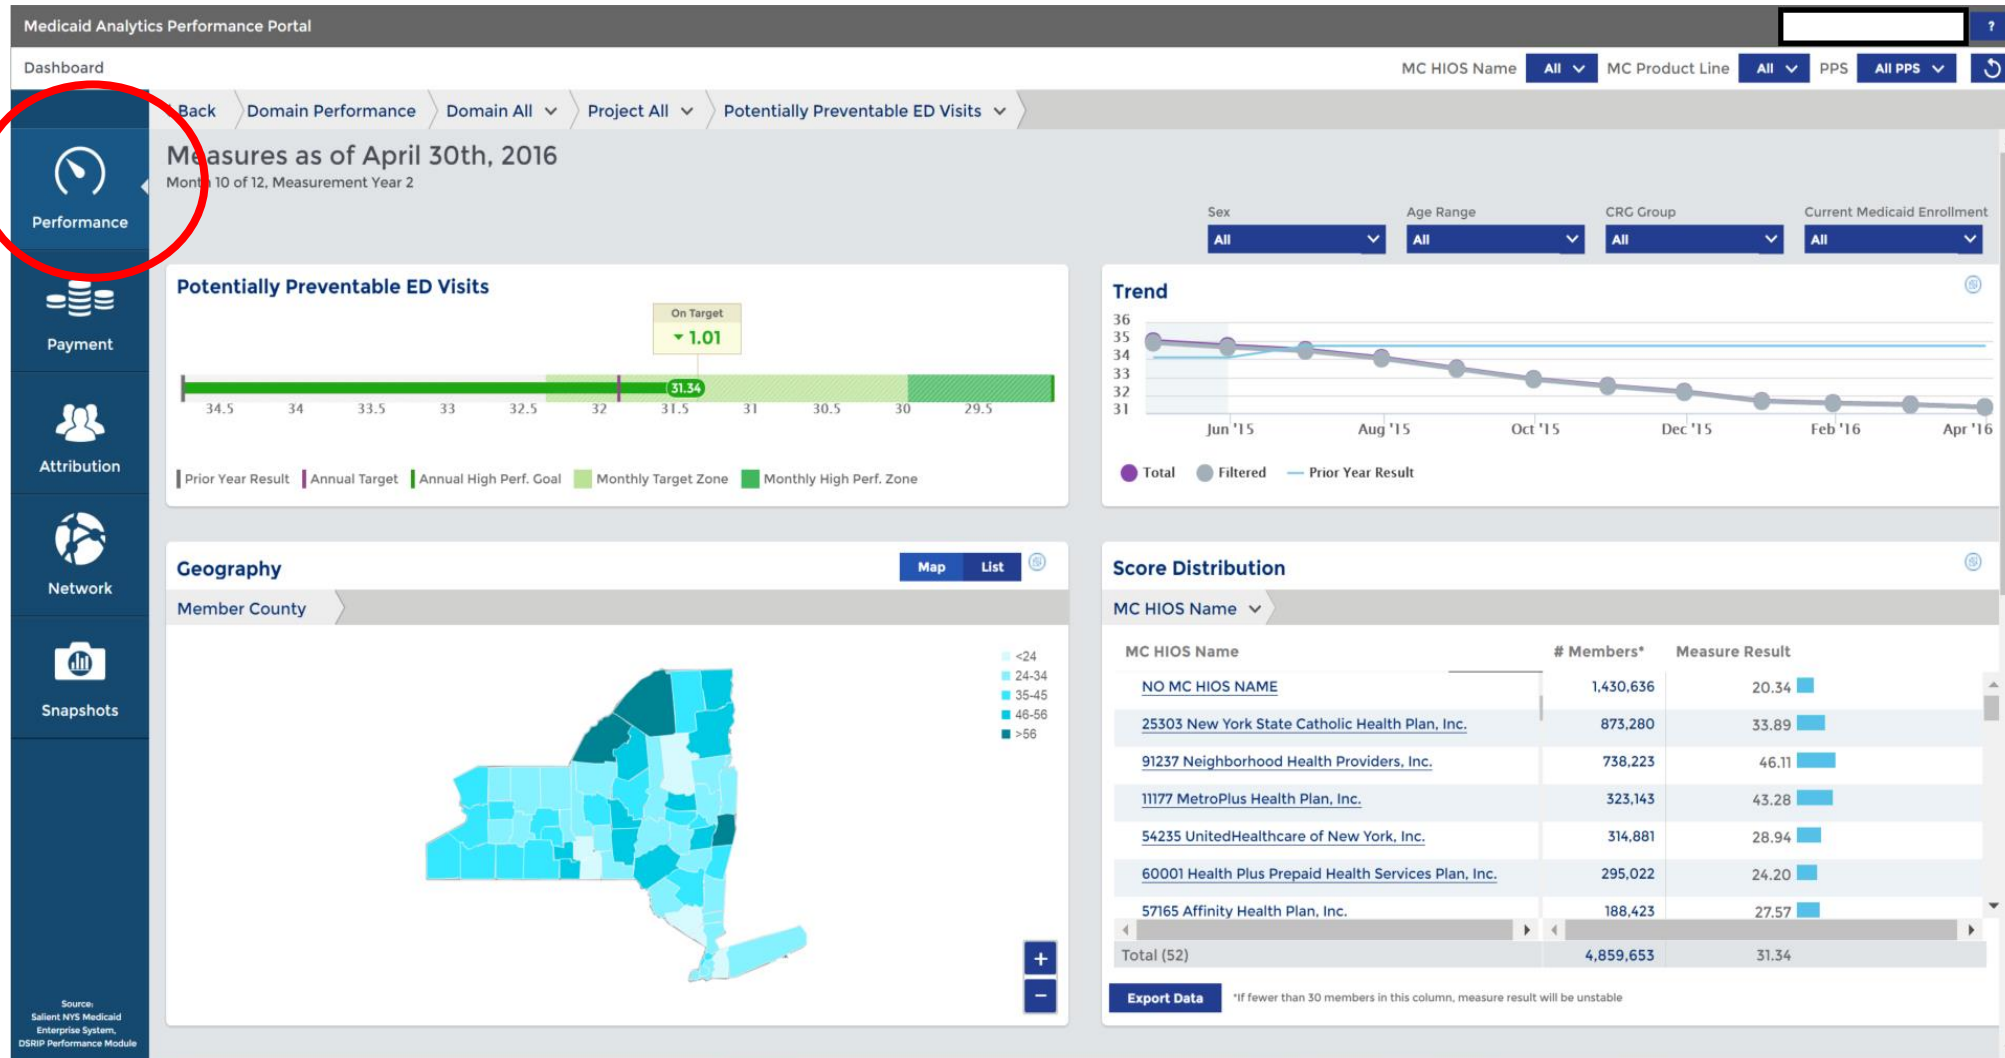 Medicaid Analytics Performance Portal
?
Dashboard
MC HIOS Name All MC Product Line All PPS All PPS
Back Domain Performance Domain All Project All Potentially Preventable ED Visits
Performance
Payment
Attribution
Network
Snapshots
Source:
Salient NYS Medicaid
Enterprise System,
DSRIP Performance Module
Measures as of April 30th, 2016
Month 10 of 12, Measurement Year 2
Sex Age Range CRG Group Current Medicaid Enrollment
All All All All
Potentially Preventable ED Visits
On Target
1.01
31.34
34.5 34 33.5 33 32.5 32 31.5 31 30.5 30 29.5
Prior Year Result Annual Target Annual High Perf. Goal Monthly Target Zone Monthly High Perf. Zone
Trend
36
35
34
33
32
31
Jun '15 Aug '15 Oct '15 Dec '15 Feb '16 Apr '16
Total Filtered Prior Year Result
Geography
Map List
Member County
<24
24-34
35-45
46-56
>56
+
−
Score Distribution
MC HIOS Name
MC HIOS Name # Members* Measure Result
NO MC HIOS NAME 1,430,636 20.34
25303 New York State Catholic Health Plan, Inc. 873,280 33.89
91237 Neighborhood Health Providers, Inc. 738,223 46.11
11177 MetroPlus Health Plan, Inc. 323,143 43.28
54235 UnitedHealthcare of New York, Inc. 314,881 28.94
60001 Health Plus Prepaid Health Services Plan, Inc. 295,022 24.20
57165 Affinity Health Plan, Inc. 188,423 27.57
Total (52) 4,859,653 31.34
Export Data *If fewer than 30 members in this column, measure result will be unstable